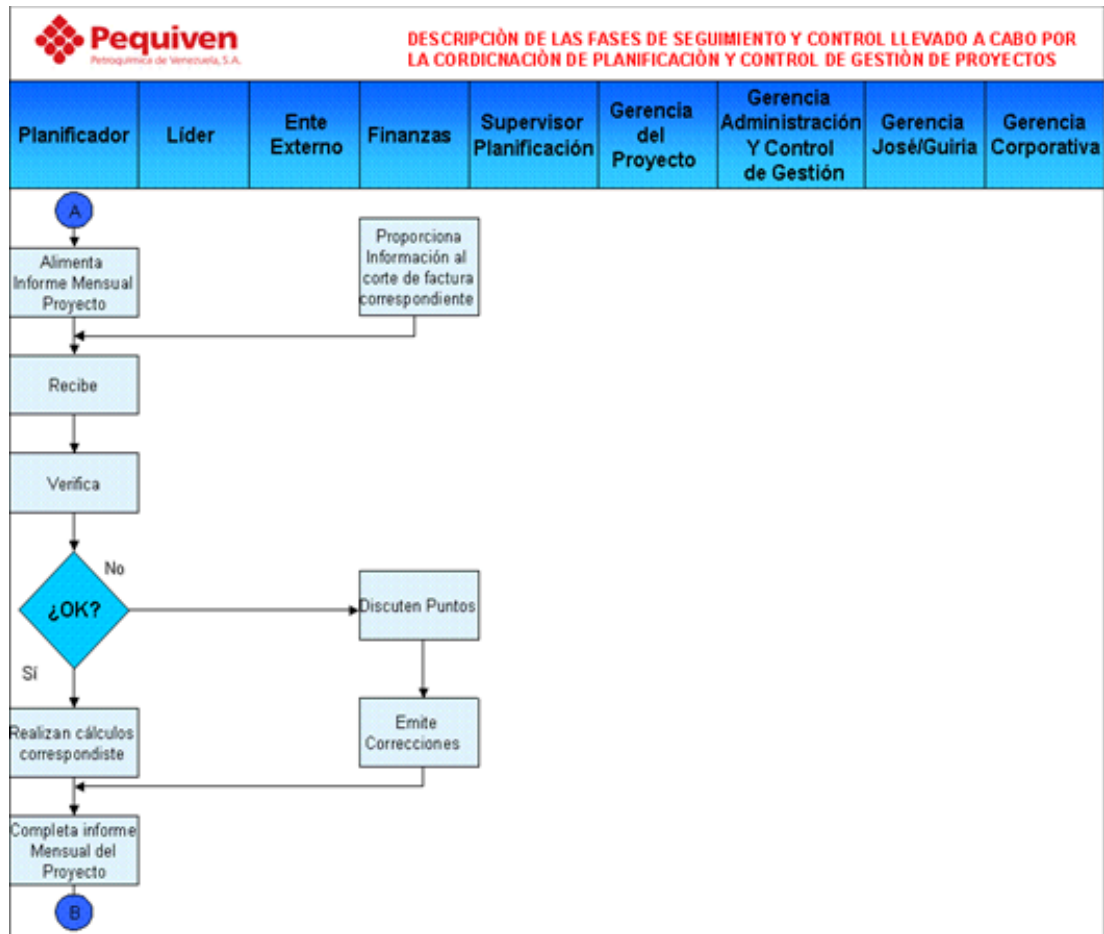 Pequiven
Petroquímica de Venezuela, S.A.
DESCRIPCIÒN DE LAS FASES DE SEGUIMIENTO Y CONTROL LLEVADO A CABO POR
LA CORDICNACIÒN DE PLANIFICACIÒN Y CONTROL DE GESTIÒN DE PROYECTOS
Planificador
Líder
Ente
Externo
Finanzas
Supervisor
Planificación
Gerencia
del
Proyecto
Gerencia
Administración
Y Control
de Gestión
Gerencia
José/Guiria
Gerencia
Corporativa
A
Alimenta
Informe Mensual
Proyecto
Proporciona
Información al
corte de factura
correspondiente
Recibe
Verifica
No
¿OK?
Discuten Puntos
Sí
Realizan cálculos
correspondiste
Emite
Correcciones
Completa informe
Mensual del
Proyecto
B